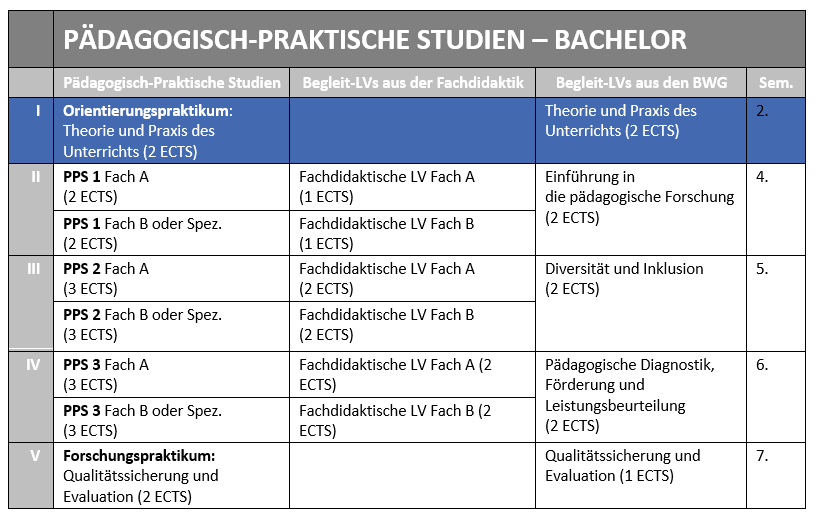 PÄDAGOGISCH-PRAKTISCHE STUDIEN – BACHELOR
Pädagogisch-Praktische Studien
Begleit-LVs aus der Fachdidaktik
Begleit-LVs aus den BWG
Sem.
I
Orientierungspraktikum:
Theorie und Praxis des
Unterrichts (2 ECTS)
Theorie und Praxis des
Unterrichts (2 ECTS)
2.
II
PPS 1 Fach A
(2 ECTS)
Fachdidaktische LV Fach A
(1 ECTS)
Einführung in
die pädagogische Forschung
(2 ECTS)
4.
PPS 1 Fach B oder Spez.
(2 ECTS)
Fachdidaktische LV Fach B
(1 ECTS)
III
PPS 2 Fach A
(3 ECTS)
Fachdidaktische LV Fach A
(2 ECTS)
Diversität und Inklusion
(2 ECTS)
5.
PPS 2 Fach B oder Spez.
(3 ECTS)
Fachdidaktische LV Fach B
(2 ECTS)
IV
PPS 3 Fach A
(3 ECTS)
Fachdidaktische LV Fach A (2
ECTS)
Pädagogische Diagnostik,
Förderung und
Leistungsbeurteilung
(2 ECTS)
6.
PPS 3 Fach B oder Spez.
(3 ECTS)
Fachdidaktische LV Fach B (2
ECTS)
V
Forschungspraktikum:
Qualitätssicherung und
Evaluation (2 ECTS)
Qualitätssicherung und
Evaluation (1 ECTS)
7.